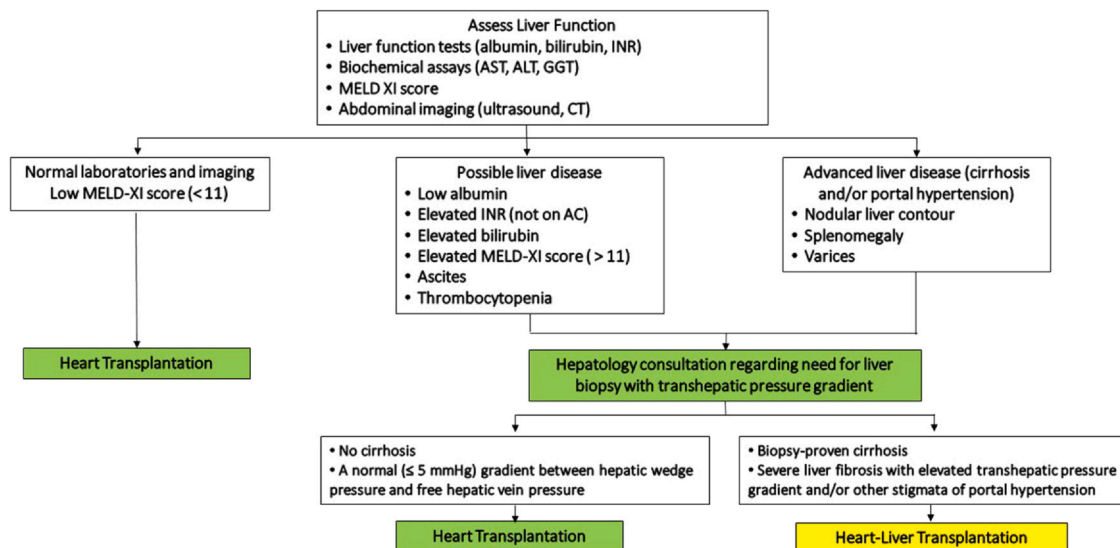 Assess Liver Function
• Liver function tests (albumin, bilirubin, INR)
• Biochemical assays (AST, ALT, GGT)
• MELD XI score
• Abdominal imaging (ultrasound, CT)
Normal laboratories and imaging
Low MELD-XI score (< 11)
Possible liver disease
• Low albumin
• Elevated INR (not on AC)
• Elevated bilirubin
• Elevated MELD-XI score ( > 11)
• Ascites
• Thrombocytopenia
Advanced liver disease (cirrhosis
and/or portal hypertension)
• Nodular liver contour
• Splenomegaly
• Varices
Heart Transplantation
Hepatology consultation regarding need for liver
biopsy with transhepatic pressure gradient
• No cirrhosis
• A normal (≤ 5 mmHg) gradient between hepatic wedge
pressure and free hepatic vein pressure
• Biopsy-proven cirrhosis
• Severe liver fibrosis with elevated transhepatic pressure
gradient and/or other stigmata of portal hypertension
Heart Transplantation
Heart-Liver Transplantation